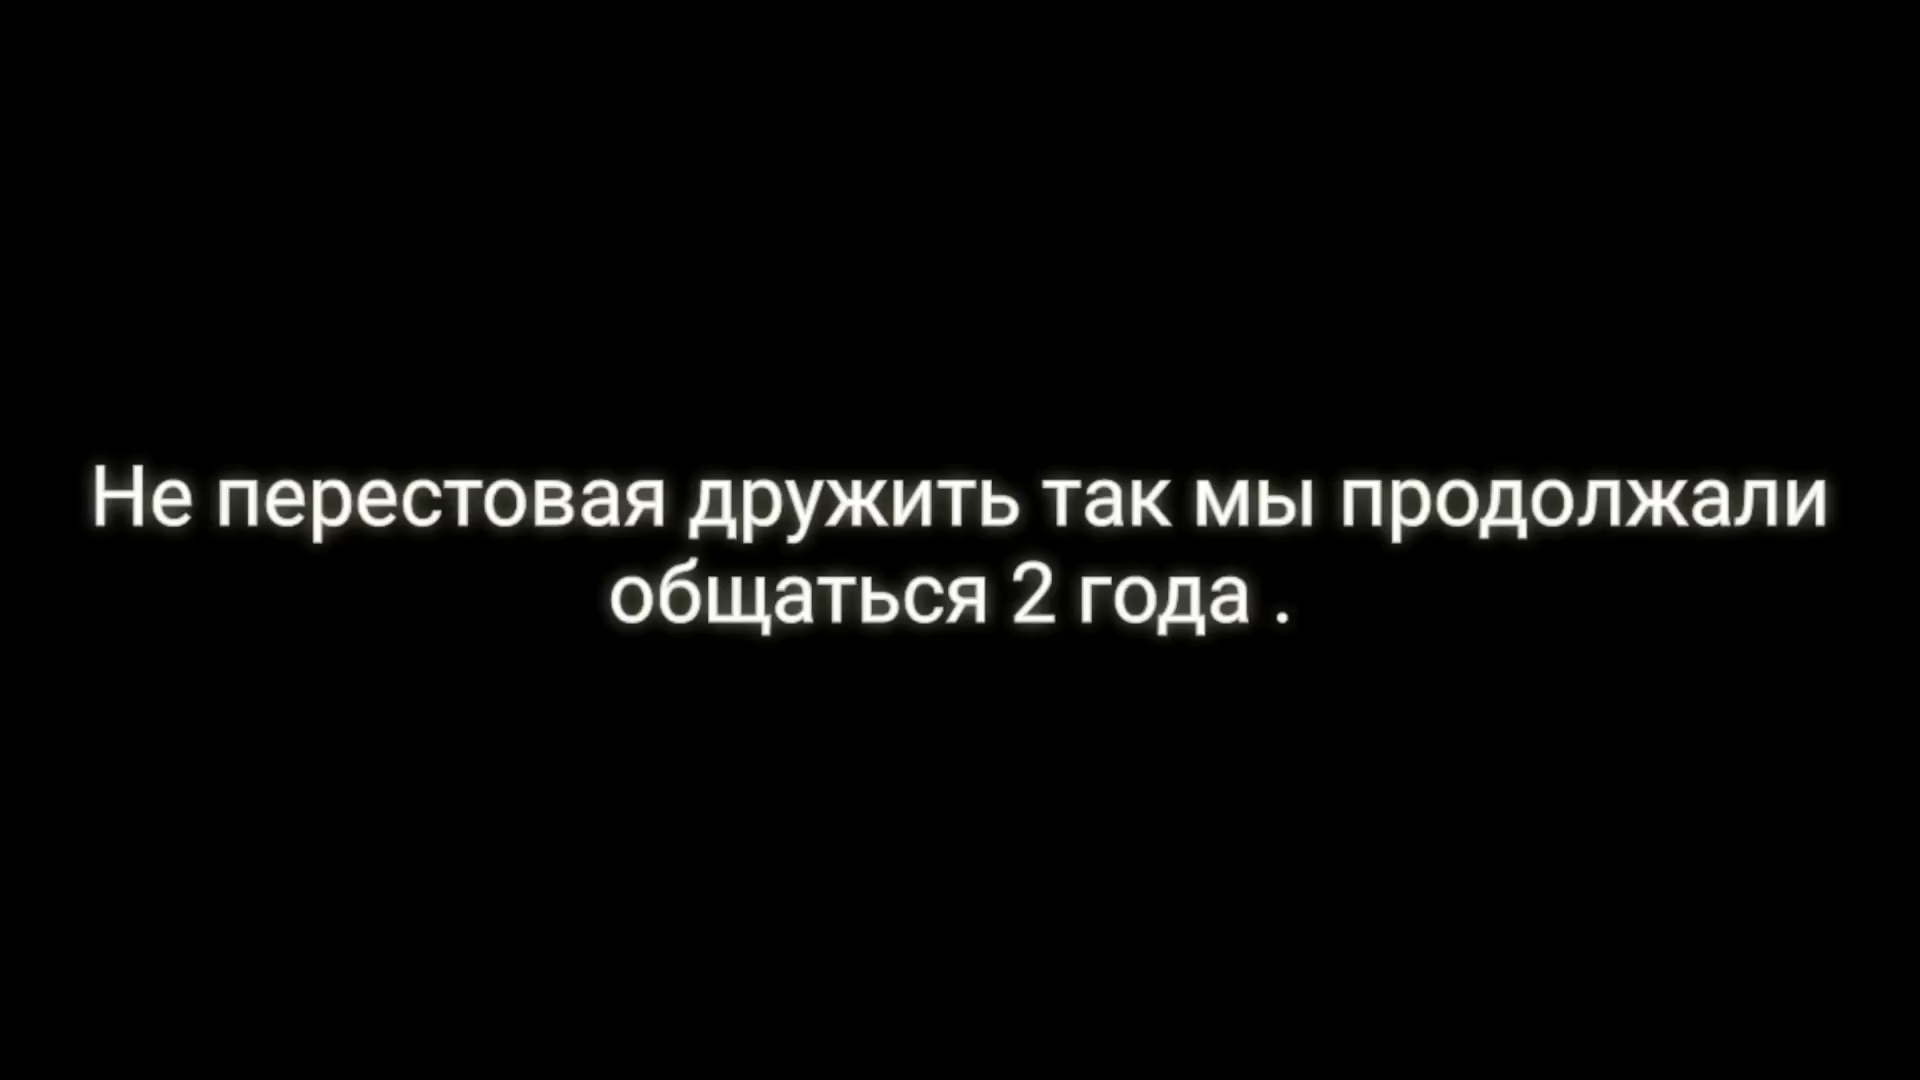 Не перестовая дружить так мы продолжали
общаться 2 года .